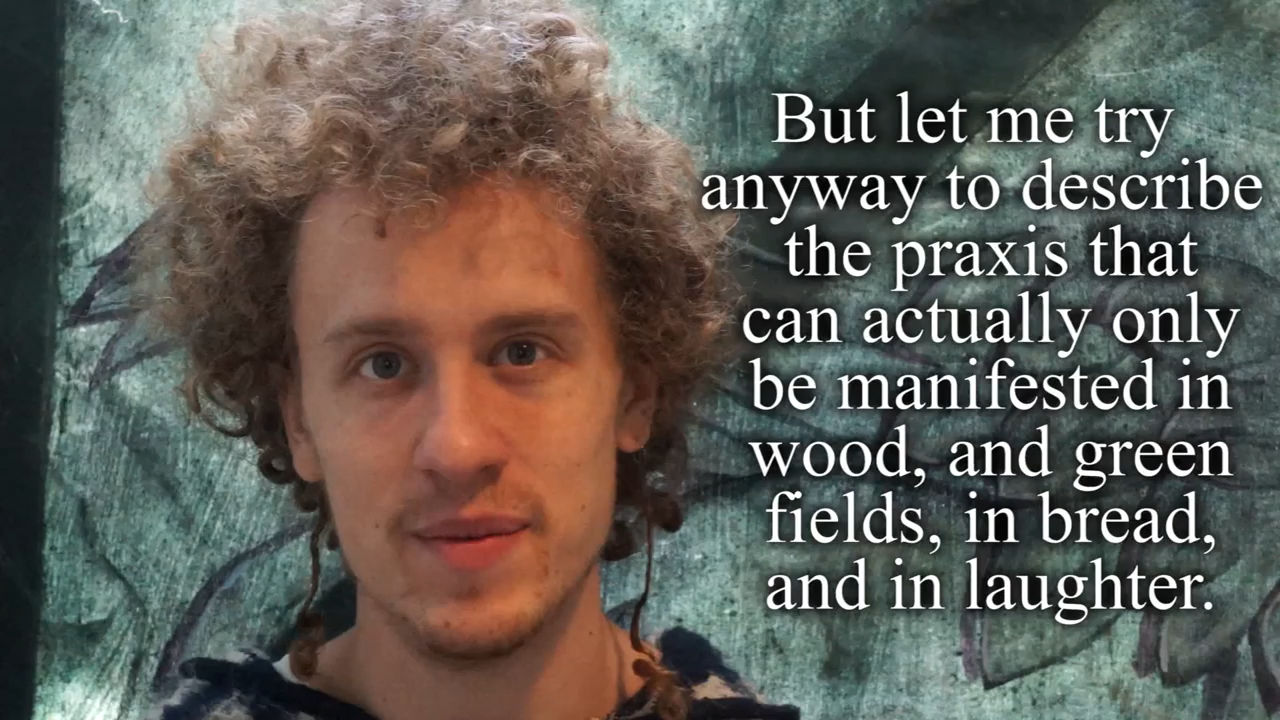 But let me try
anyway to describe
the praxis that
can actually only
be manifested in
wood, and green
fields, in bread,
and in laughter.